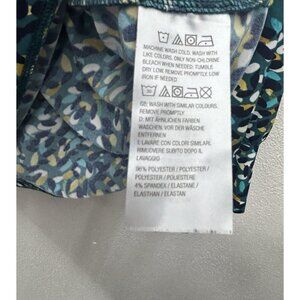 MACHINE WASH COLD, WASH WITH
LIKE COLORS. ONLY NON-CHLORINE
BLEACH WHEN NEEDED. TUMBLE
DRY LOW. REMOVE PROMPTLY. LOW
IRON IF NEEDED.
GB: WASH WITH SIMILAR COLOURS.
REMOVE PROMPTLY.
D: MIT ÄHNLICHEN FARBEN
WASCHEN, VOR DER WÄSCHE
ENTFERNEN
I: LAVARE CON COLORI SIMILARI.
RIMUOVERE SUBITO DOPO IL
LAVAGGIO
96% POLYESTER / POLYESTER /
POLYESTER / POLIESTERE
4% SPANDEX / ELASTANE /
ELASTHAN / ELASTAN